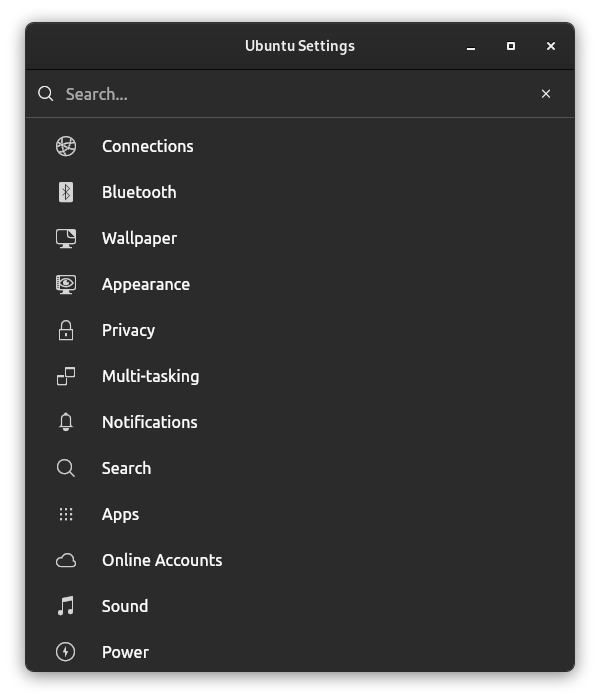 Ubuntu Settings
Search...
Connections
Bluetooth
Wallpaper
Appearance
Privacy
Multi-tasking
Notifications
Search
Apps
Online Accounts
Sound
Power